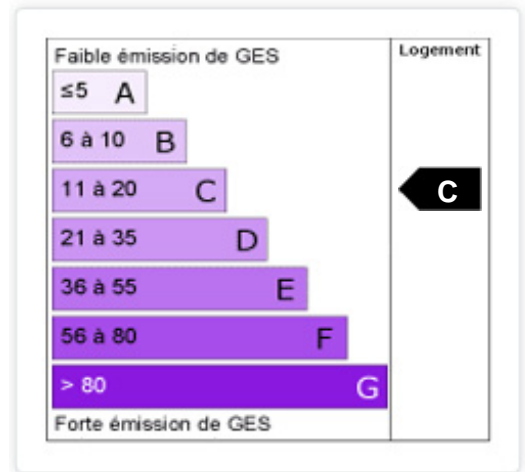 Faible émission de GES
Logement
≤5 A
6 à 10 B
11 à 20 C
C
21 à 35 D
36 à 55 E
56 à 80 F
> 80 G
Forte émission de GES